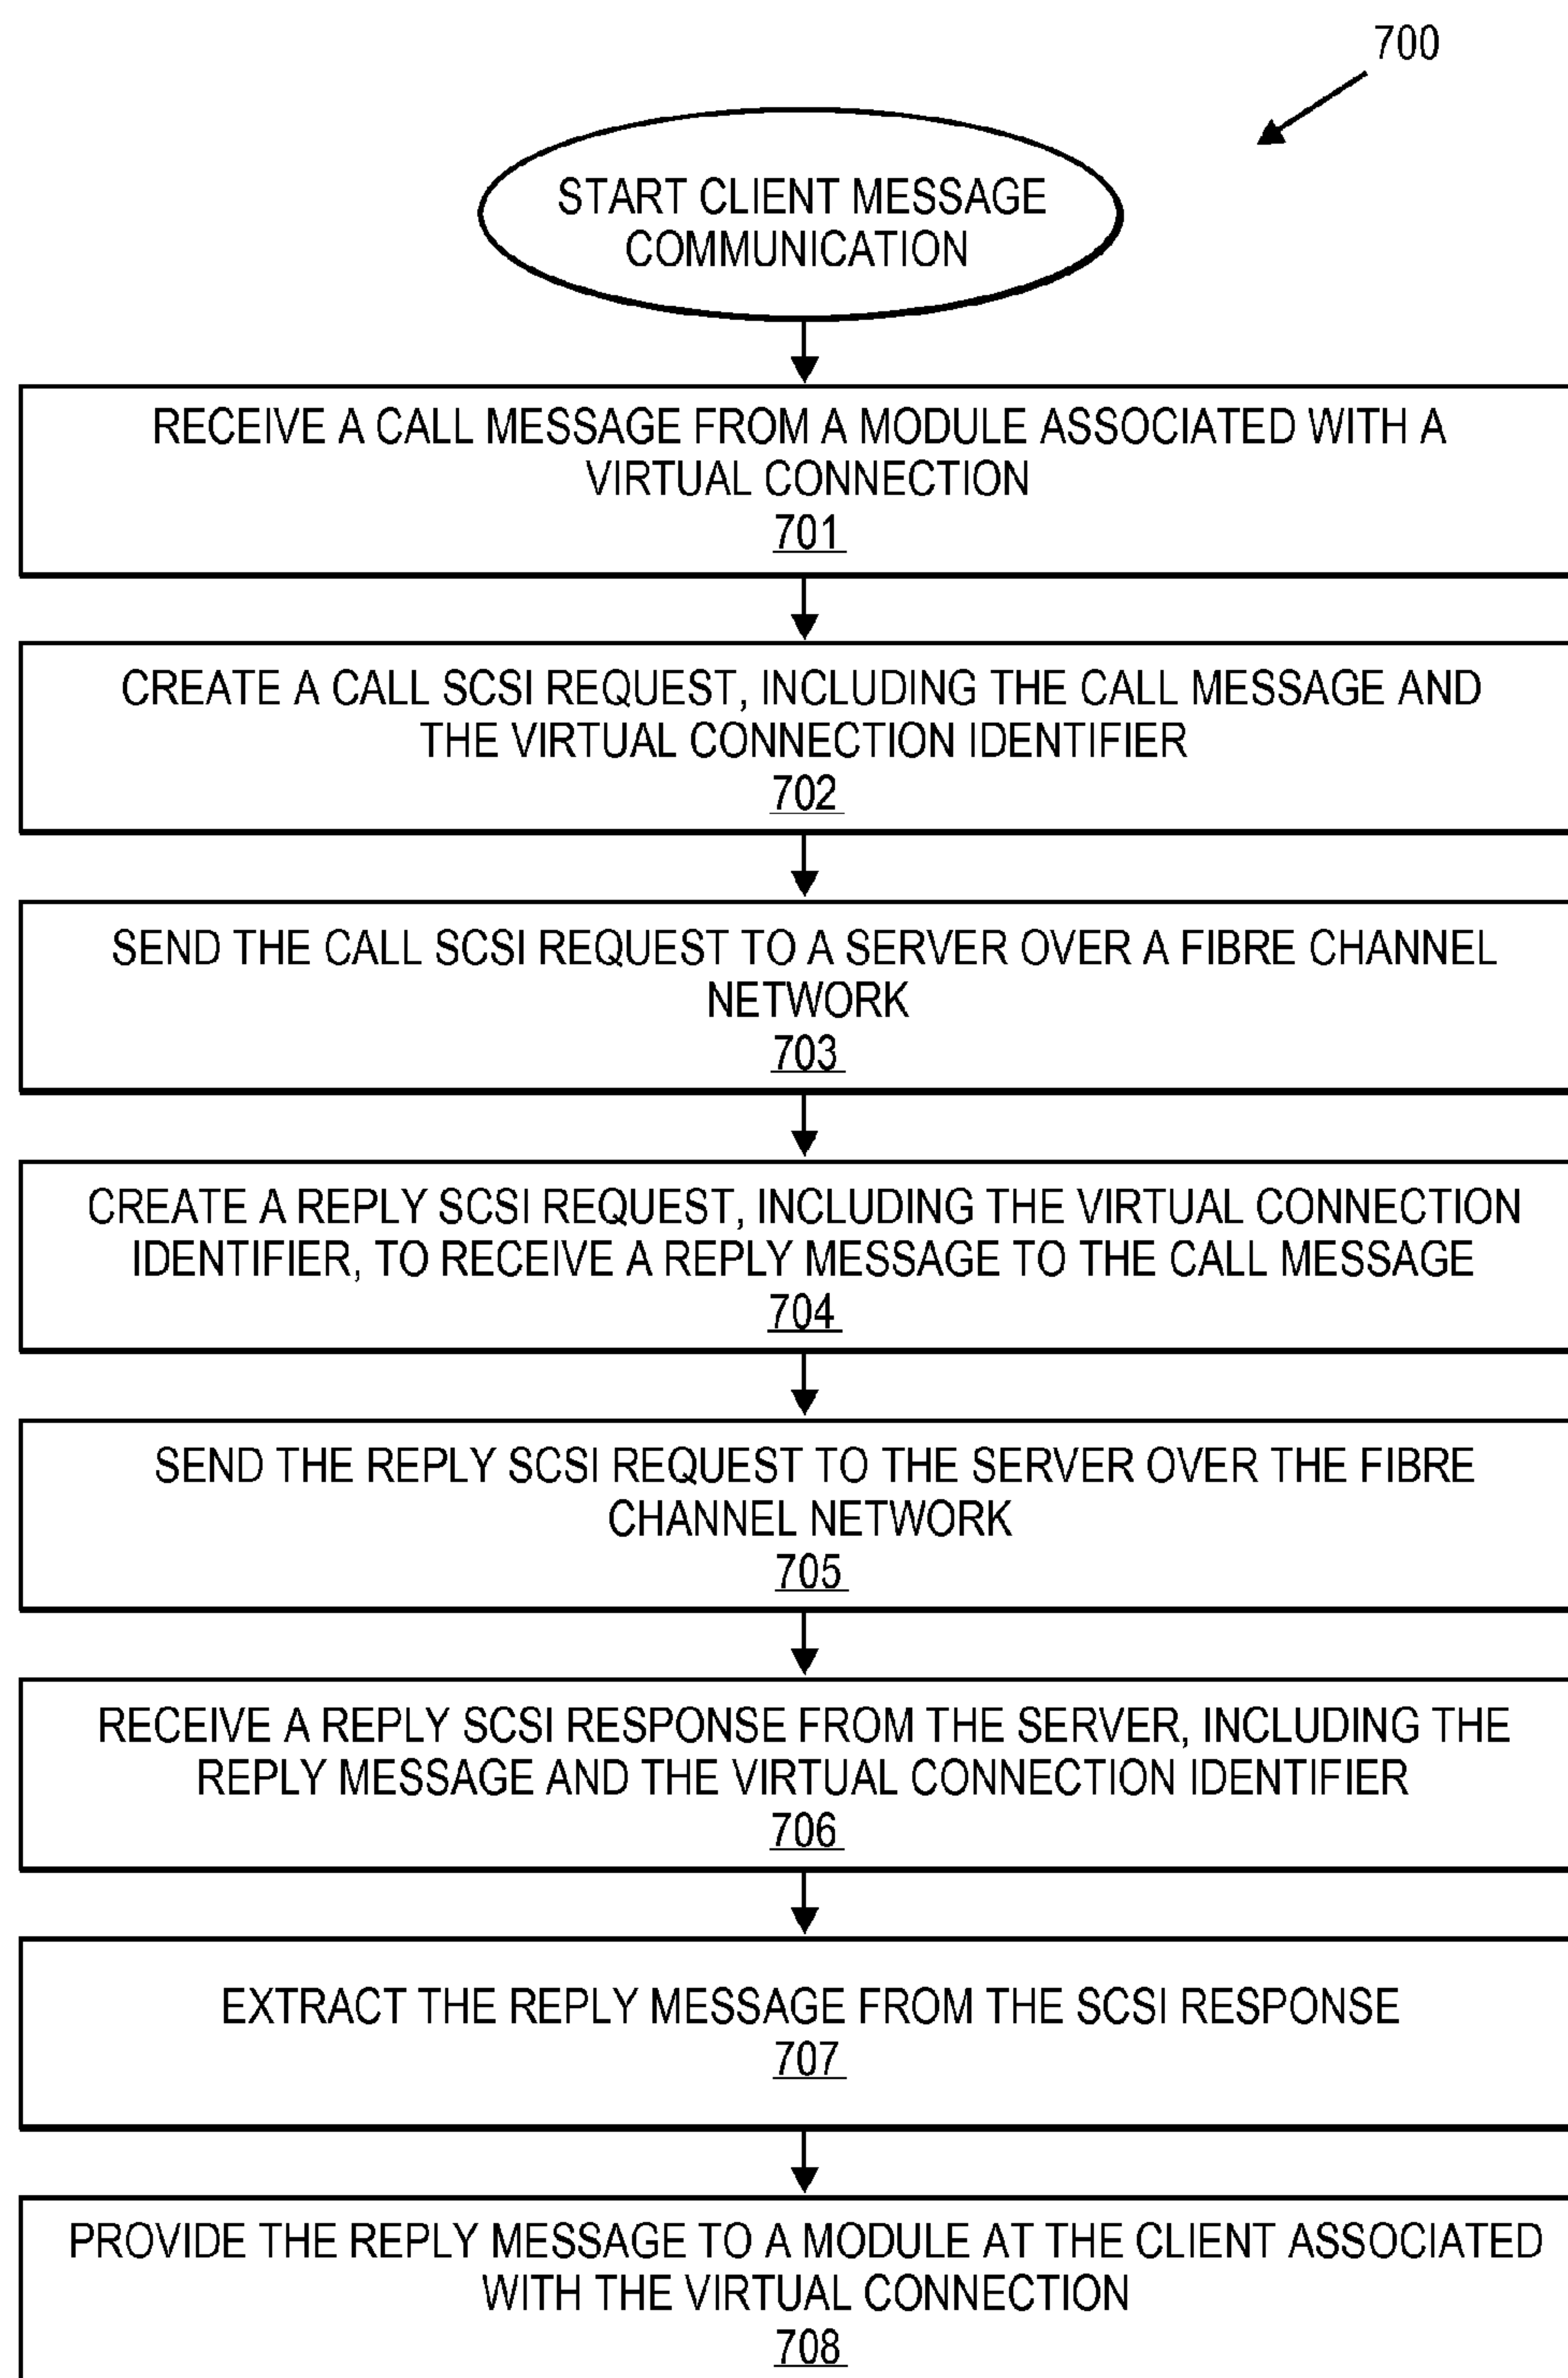 700
START CLIENT MESSAGE
COMMUNICATION
RECEIVE A CALL MESSAGE FROM A MODULE ASSOCIATED WITH A
VIRTUAL CONNECTION
701
CREATE A CALL SCSI REQUEST, INCLUDING THE CALL MESSAGE AND
THE VIRTUAL CONNECTION IDENTIFIER
702
SEND THE CALL SCSI REQUEST TO A SERVER OVER A FIBRE CHANNEL
NETWORK
703
CREATE A REPLY SCSI REQUEST, INCLUDING THE VIRTUAL CONNECTION
IDENTIFIER, TO RECEIVE A REPLY MESSAGE TO THE CALL MESSAGE
704
SEND THE REPLY SCSI REQUEST TO THE SERVER OVER THE FIBRE
CHANNEL NETWORK
705
RECEIVE A REPLY SCSI RESPONSE FROM THE SERVER, INCLUDING THE
REPLY MESSAGE AND THE VIRTUAL CONNECTION IDENTIFIER
706
EXTRACT THE REPLY MESSAGE FROM THE SCSI RESPONSE
707
PROVIDE THE REPLY MESSAGE TO A MODULE AT THE CLIENT ASSOCIATED
WITH THE VIRTUAL CONNECTION
708